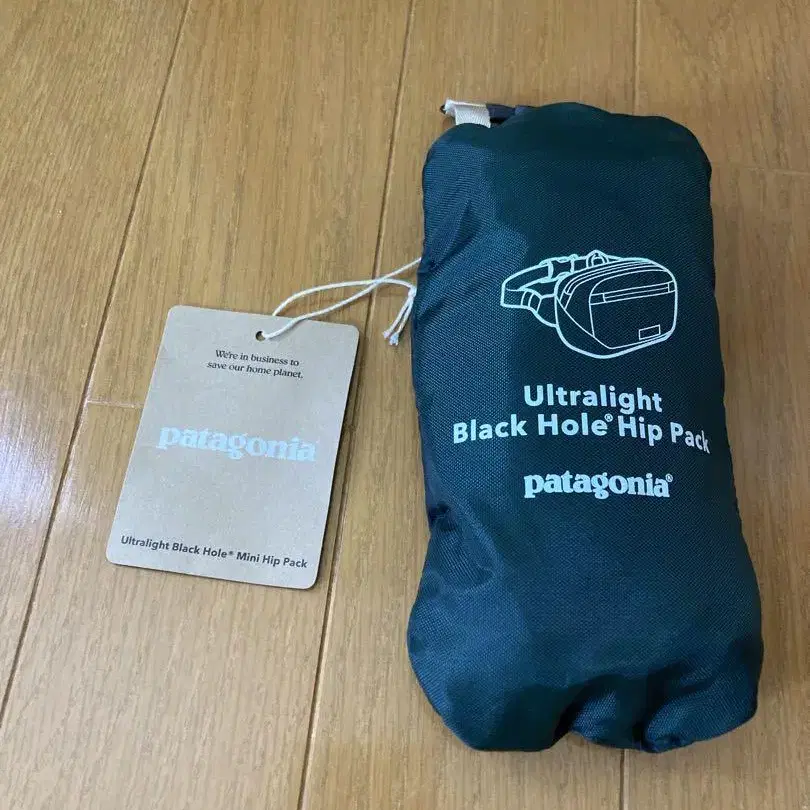 We're in business to
save our home planet.
patagonia
Ultralight Black Hole® Mini Hip Pack
Ultralight
Black Hole® Hip Pack
patagonia®